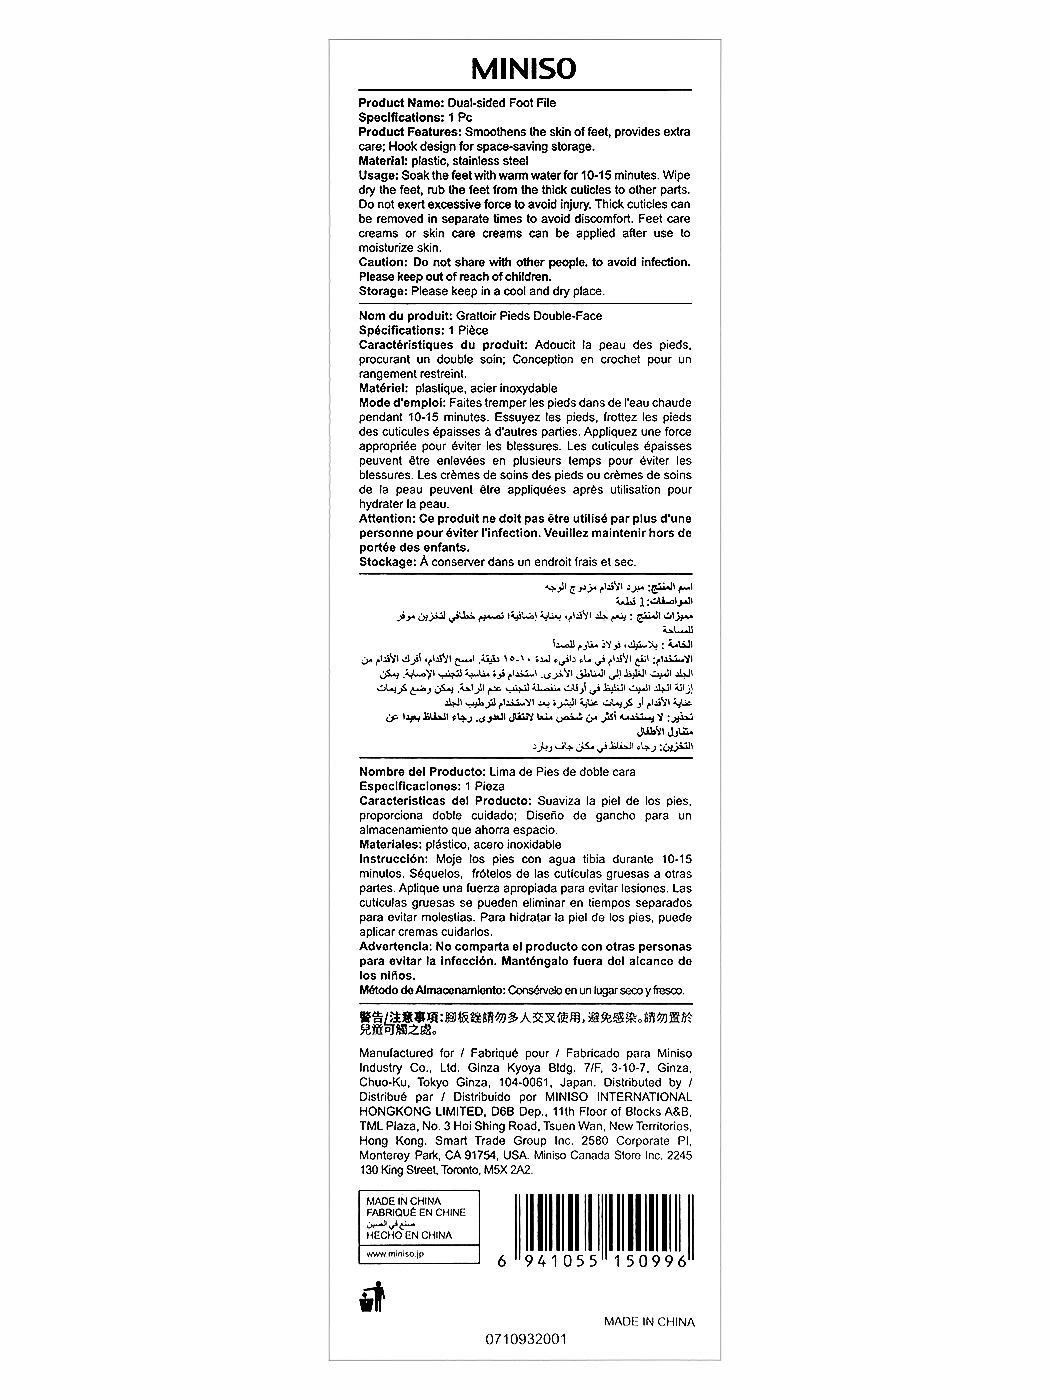 MINISO
Product Name: Dual-sided Foot File
Specifications: 1 Pc
Product Features: Smoothens the skin of feet, provides extra
care; Hook design for space-saving storage.
Material: plastic, stainless steel
Usage: Soak the feet with warm water for 10-15 minutes. Wipe
dry the feet, rub the feet from the thick cuticles to other parts.
Do not exert excessive force to avoid injury. Thick cuticles can
be removed in separate times to avoid discomfort. Feet care
creams or skin care creams can be applied after use to
moisturize skin.
Caution: Do not share with other people, to avoid infection.
Please keep out of reach of children.
Storage: Please keep in a cool and dry place.
Nom du produit: Grattoir Pieds Double-Face
Spécifications: 1 Pièce
Caractéristiques du produit: Adoucit la peau des pieds,
procurant un double soin; Conception en crochet pour un
rangement restreint.
Matériel: plastique, acier inoxydable
Mode d'emploi: Faites tremper les pieds dans de l'eau chaude
pendant 10-15 minutes. Essuyez les pieds, frottez les pieds
des cuticules épaisses à d'autres parties. Appliquez une force
appropriée pour éviter les blessures. Les cuticules épaisses
peuvent être enlevées en plusieurs temps pour éviter les
blessures. Les crèmes de soins des pieds ou crèmes de soins
de la peau peuvent être appliquées après utilisation pour
hydrater la peau.
Attention: Ce produit ne doit pas être utilisé par plus d'une
personne pour éviter l'infection. Veuillez maintenir hors de
portée des enfants.
Stockage: À conserver dans un endroit frais et sec.
اسم المنتج: مبرد الأقدام مزدوج الوجه
المواصفات: 1 قطعة
مميزات المنتج : ينعم جلد الأقدام، بعناية إضافية؛ تصميم خطافي لتخزين موفر
للمساحة
الخامة : بلاستيك، فولاذ مقاوم للصدأ
الاستخدام: انقع الأقدام في ماء دافيء لمدة ١٠-١٥ دقيقة. امسح الأقدام، أفرك الأقدام من
الجلد الميت الغليظ إلى المناطق الأخرى. استخدام قوة مناسبة لتجنب الإصابة. يمكن
إزالة الجلد الميت الغليظ في أوقات منفصلة لتجنب عدم الراحة. يمكن وضع كريمات
عناية الأقدام أو كريمات عناية البشرة بعد الاستخدام لترطيب الجلد
تحذير: لا يستخدمه أكثر من شخص منعا لانتقال العدوى. رجاء الحفاظ بعيدا عن
متناول الأطفال
التخزين: رجاء الحفاظ في مكان جاف وبارد
Nombre del Producto: Lima de Pies de doble cara
Especificaciones: 1 Pieza
Características del Producto: Suaviza la piel de los pies,
proporciona doble cuidado; Diseño de gancho para un
almacenamiento que ahorra espacio.
Materiales: plástico, acero inoxidable
Instrucción: Moje los pies con agua tibia durante 10-15
minutos. Séquelos, frótelos de las cutículas gruesas a otras
partes. Aplique una fuerza apropiada para evitar lesiones. Las
cutículas gruesas se pueden eliminar en tiempos separados
para evitar molestias. Para hidratar la piel de los pies, puede
aplicar cremas cuidarlos.
Advertencia: No comparta el producto con otras personas
para evitar la infección. Manténgalo fuera del alcance de
los niños.
Método de Almacenamiento: Consérvelo en un lugar seco y fresco.
警告/注意事項:腳板銼請勿多人交叉使用,避免感染。請勿置於
兒童可觸之處。
Manufactured for / Fabriqué pour / Fabricado para Miniso
Industry Co., Ltd. Ginza Kyoya Bldg. 7/F, 3-10-7, Ginza,
Chuo-Ku, Tokyo Ginza, 104-0061, Japan. Distributed by /
Distribué par / Distribuido por MINISO INTERNATIONAL
HONGKONG LIMITED, D6B Dep., 11th Floor of Blocks A&B,
TML Plaza, No. 3 Hoi Shing Road, Tsuen Wan, New Territories,
Hong Kong. Smart Trade Group Inc. 2560 Corporate Pl,
Monterey Park, CA 91754, USA. Miniso Canada Store Inc. 2245
130 King Street, Toronto, M5X 2A2.
MADE IN CHINA
FABRIQUÉ EN CHINE
صنع في الصين
HECHO EN CHINA
www.miniso.jp
6 941055 150996
MADE IN CHINA
0710932001